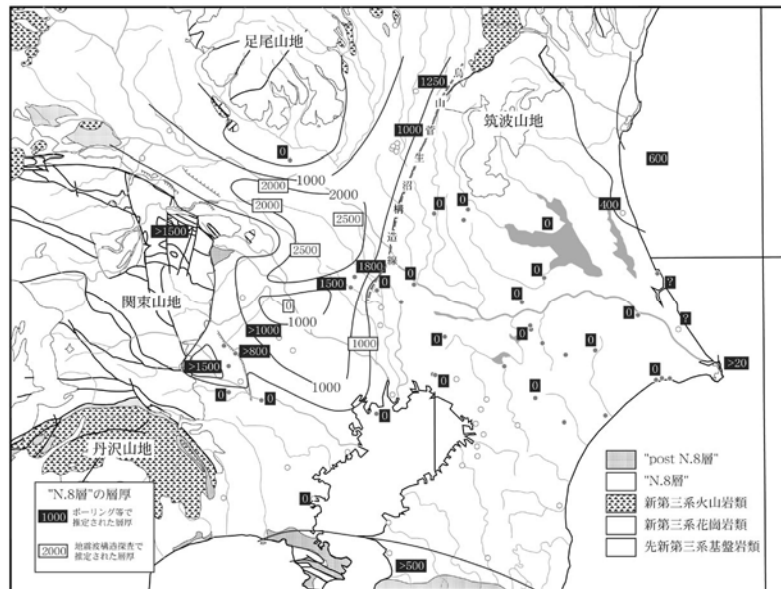 足尾山地
1250
烏山菅生沼構造線
筑波山地
1000
0
600
1000
2000
2000
2000
0
0
0
400
2500
>1500
2500
1800
0
1500
0
0
?
関東山地
0
0
?
>1000
1000
0
0
>800
1000
>1500
1000
0
0
>20
0
0
0
0
丹沢山地
"N.8層"の層厚
1000
ボーリング等で
推定された層厚
2000
地震波構造探査で
推定された層厚
0
>500
"post N.8層"
"N.8層"
新第三系火山岩類
新第三系花崗岩類
先新第三系基盤岩類